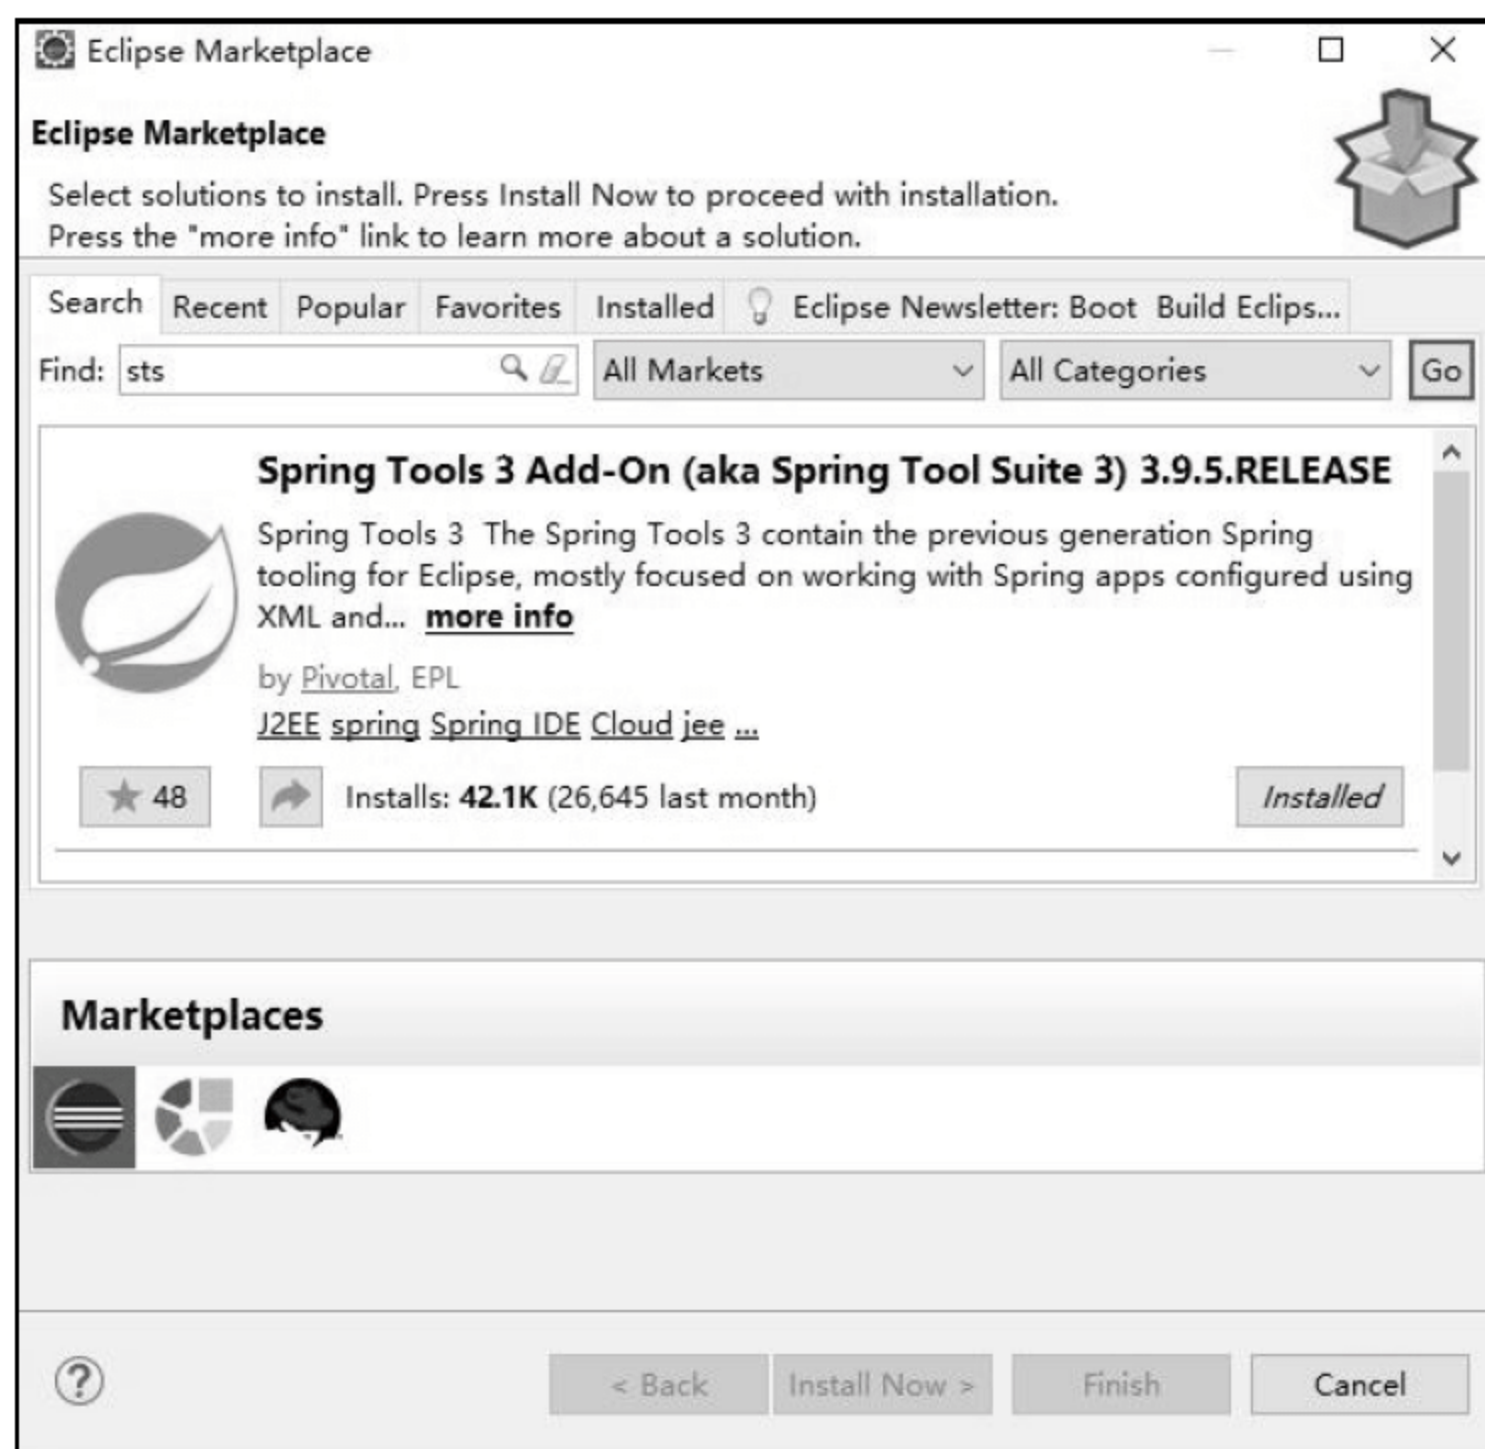 Eclipse Marketplace
Eclipse Marketplace
Select solutions to install. Press Install Now to proceed with installation.
Press the "more info" link to learn more about a solution.
Search Recent Popular Favorites Installed Eclipse Newsletter: Boot Build Eclips...
Find: sts All Markets All Categories Go
Spring Tools 3 Add-On (aka Spring Tool Suite 3) 3.9.5.RELEASE
Spring Tools 3 The Spring Tools 3 contain the previous generation Spring
tooling for Eclipse, mostly focused on working with Spring apps configured using
XML and... more info
by Pivotal, EPL
J2EE spring Spring IDE Cloud jee ...
48 Installs: 42.1K (26,645 last month) Installed
Marketplaces
? < Back Install Now > Finish Cancel